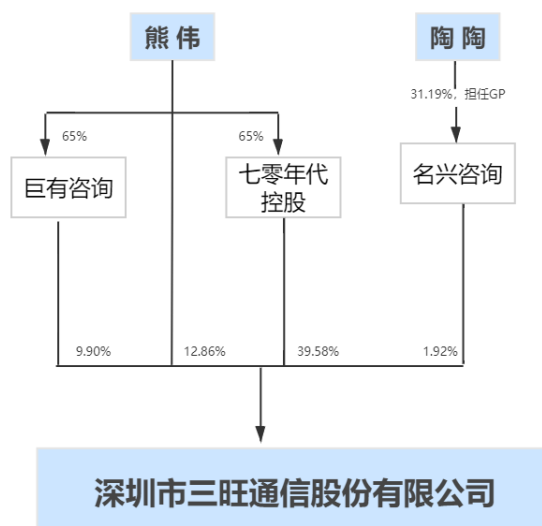 熊 伟
陶 陶
31.19%，担任GP
65%
65%
巨有咨询
七零年代
控股
名兴咨询
9.90%
12.86%
39.58%
1.92%
深圳市三旺通信股份有限公司